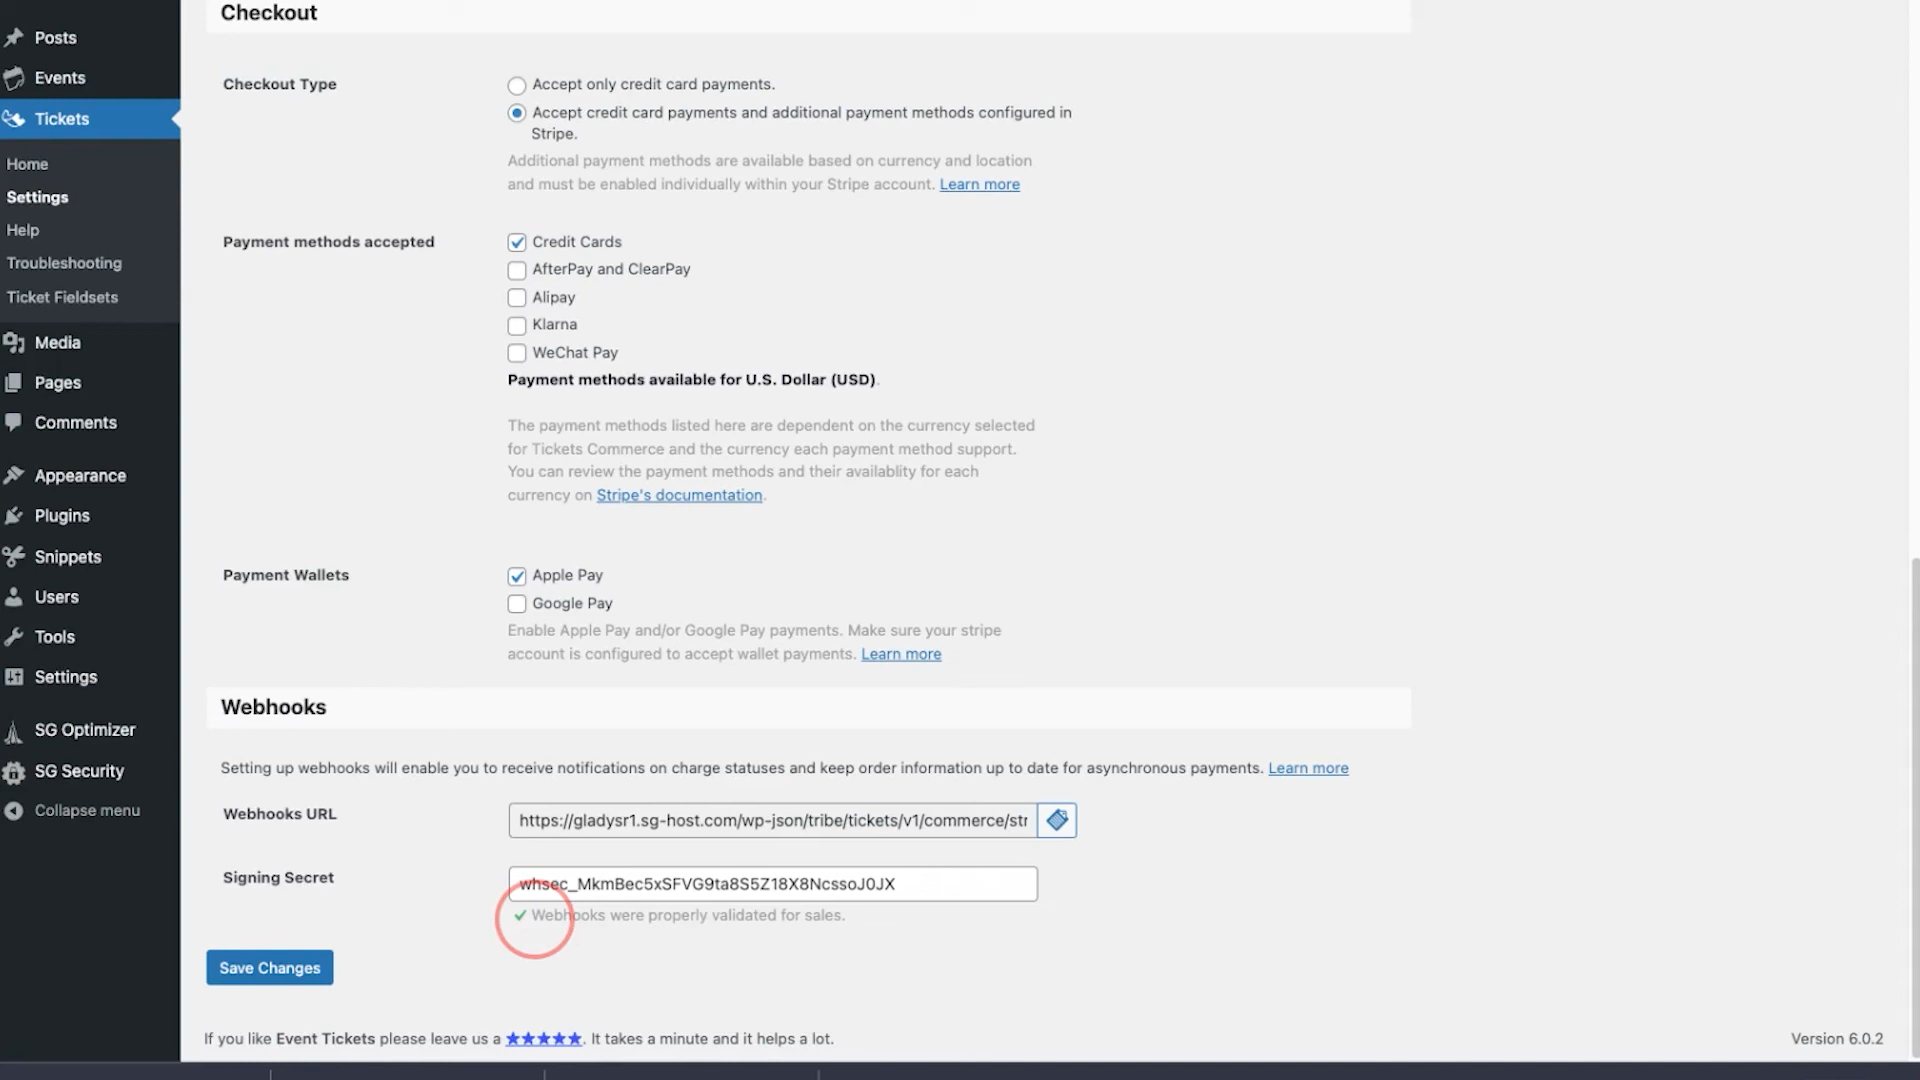 Posts
Events
Tickets
Home
Settings
Help
Troubleshooting
Ticket Fieldsets
Media
Pages
Comments
Appearance
Plugins
Snippets
Users
Tools
Settings
SG Optimizer
SG Security
Collapse menu
Checkout
Checkout Type
Accept only credit card payments.
Accept credit card payments and additional payment methods configured in
Stripe.
Additional payment methods are available based on currency and location
and must be enabled individually within your Stripe account. Learn more
Payment methods accepted
Credit Cards
AfterPay and ClearPay
Alipay
Klarna
WeChat Pay
Payment methods available for U.S. Dollar (USD).
The payment methods listed here are dependent on the currency selected
for Tickets Commerce and the currency each payment method support.
You can review the payment methods and their availablity for each
currency on Stripe's documentation.
Payment Wallets
Apple Pay
Google Pay
Enable Apple Pay and/or Google Pay payments. Make sure your stripe
account is configured to accept wallet payments. Learn more
Webhooks
Setting up webhooks will enable you to receive notifications on charge statuses and keep order information up to date for asynchronous payments. Learn more
Webhooks URL
https://gladysr1.sg-host.com/wp-json/tribe/tickets/v1/commerce/str
Signing Secret
whsec_MkmBec5xSFVG9ta8S5Z18X8NcssoJ0JX
Webhooks were properly validated for sales.
Save Changes
If you like Event Tickets please leave us a ★★★★★. It takes a minute and it helps a lot.
Version 6.0.2